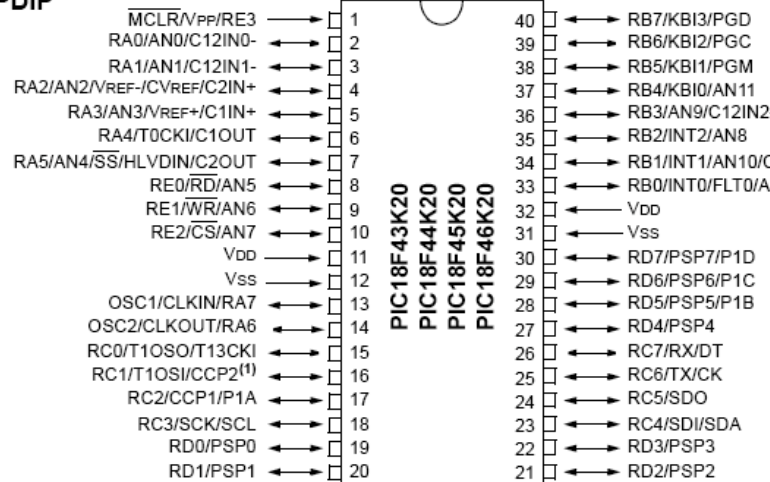 PDIP
MCLR/VPP/RE3 1
RA0/AN0/C12IN0- 2
RA1/AN1/C12IN1- 3
RA2/AN2/VREF-/CVREF/C2IN+ 4
RA3/AN3/VREF+/C1IN+ 5
RA4/T0CKI/C1OUT 6
RA5/AN4/SS/HLVDIN/C2OUT 7
RE0/RD/AN5 8
RE1/WR/AN6 9
RE2/CS/AN7 10
VDD 11
VSS 12
OSC1/CLKIN/RA7 13
OSC2/CLKOUT/RA6 14
RC0/T1OSO/T13CKI 15
RC1/T1OSI/CCP2(1) 16
RC2/CCP1/P1A 17
RC3/SCK/SCL 18
RD0/PSP0 19
RD1/PSP1 20
PIC18F43K20
PIC18F44K20
PIC18F45K20
PIC18F46K20
40 RB7/KBI3/PGD
39 RB6/KBI2/PGC
38 RB5/KBI1/PGM
37 RB4/KBI0/AN11
36 RB3/AN9/C12IN2
35 RB2/INT2/AN8
34 RB1/INT1/AN10/C
33 RB0/INT0/FLT0/A
32 VDD
31 VSS
30 RD7/PSP7/P1D
29 RD6/PSP6/P1C
28 RD5/PSP5/P1B
27 RD4/PSP4
26 RC7/RX/DT
25 RC6/TX/CK
24 RC5/SDO
23 RC4/SDI/SDA
22 RD3/PSP3
21 RD2/PSP2